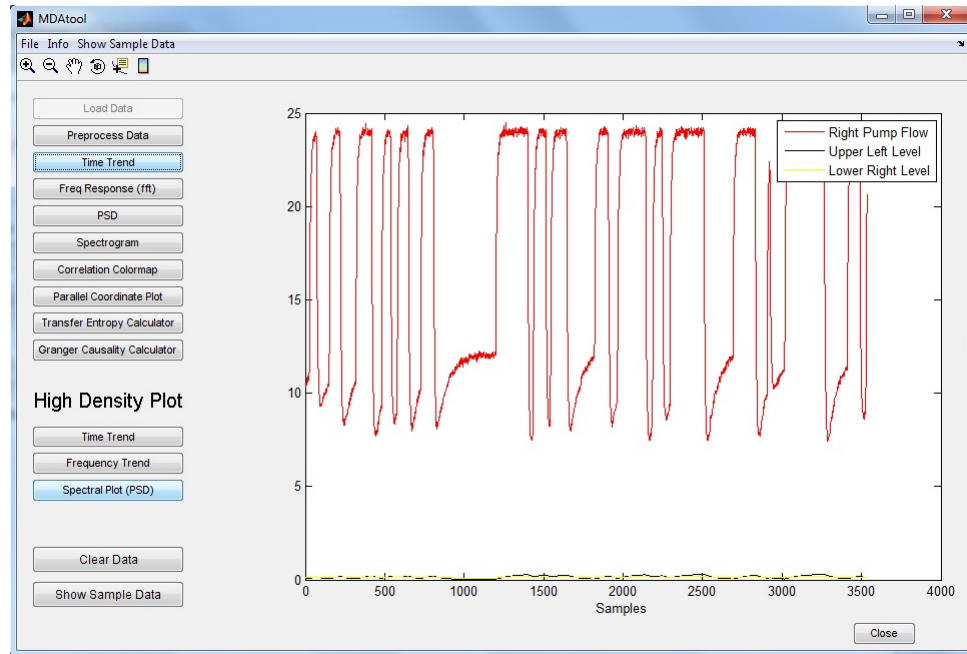 MDAtool
File Info Show Sample Data
Load Data
Preprocess Data
Time Trend
Freq Response (fft)
PSD
Spectrogram
Correlation Colormap
Parallel Coordinate Plot
Transfer Entropy Calculator
Granger Causality Calculator
High Density Plot
Time Trend
Frequency Trend
Spectral Plot (PSD)
Clear Data
Show Sample Data
25
20
15
10
5
0
Right Pump Flow
Upper Left Level
Lower Right Level
0 500 1000 1500 2000 2500 3000 3500 4000
Samples
Close